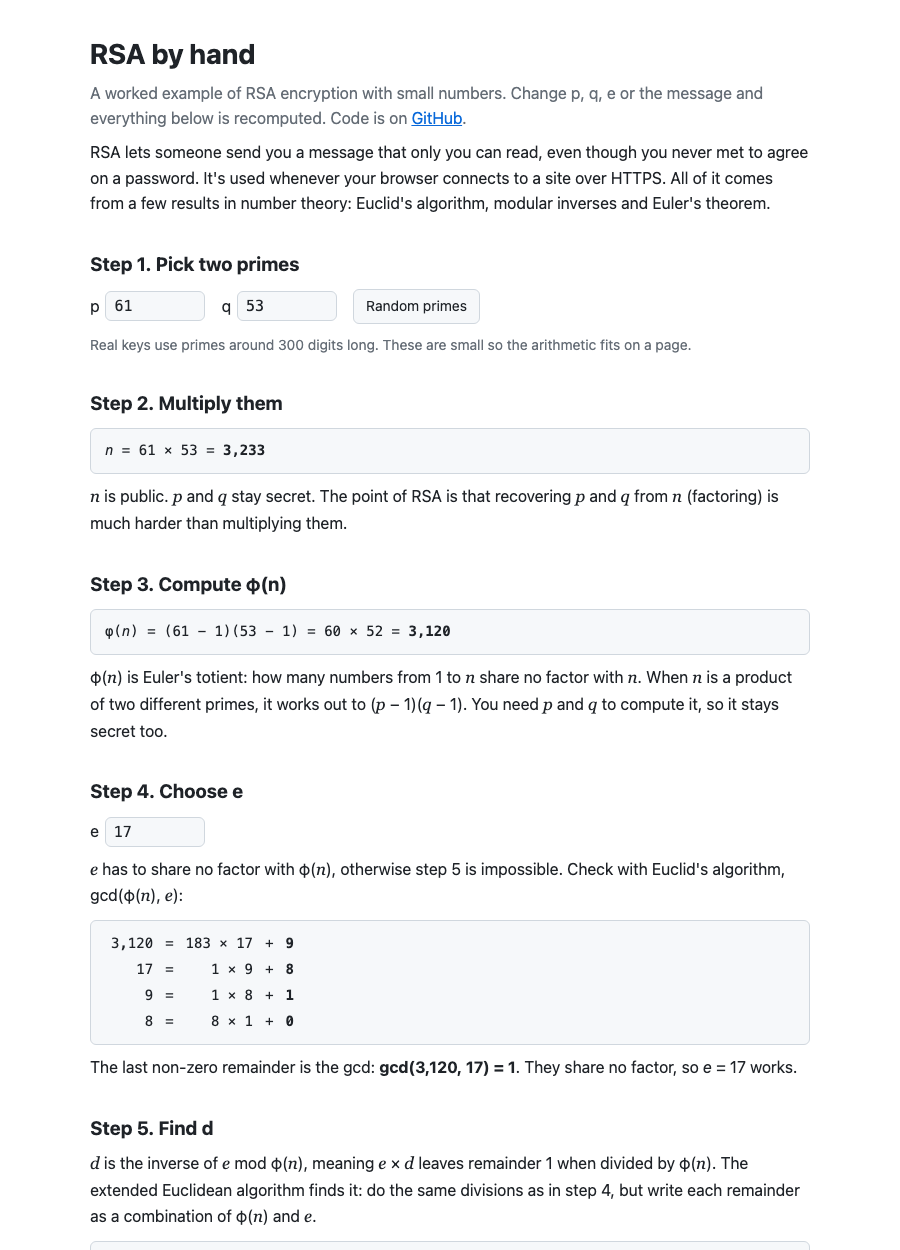 RSA by hand
A worked example of RSA encryption with small numbers. Change p, q, e or the message and
everything below is recomputed. Code is on GitHub.
RSA lets someone send you a message that only you can read, even though you never met to agree
on a password. It's used whenever your browser connects to a site over HTTPS. All of it comes
from a few results in number theory: Euclid's algorithm, modular inverses and Euler's theorem.
Step 1. Pick two primes
p 61 q 53 Random primes
Real keys use primes around 300 digits long. These are small so the arithmetic fits on a page.
Step 2. Multiply them
n = 61 × 53 = 3,233
n is public. p and q stay secret. The point of RSA is that recovering p and q from n (factoring) is
much harder than multiplying them.
Step 3. Compute φ(n)
φ(n) = (61 − 1)(53 − 1) = 60 × 52 = 3,120
φ(n) is Euler's totient: how many numbers from 1 to n share no factor with n. When n is a product
of two different primes, it works out to (p − 1)(q − 1). You need p and q to compute it, so it stays
secret too.
Step 4. Choose e
e 17
e has to share no factor with φ(n), otherwise step 5 is impossible. Check with Euclid's algorithm,
gcd(φ(n), e):
3,120 = 183 × 17 + 9
17 = 1 × 9 + 8
9 = 1 × 8 + 1
8 = 8 × 1 + 0
The last non-zero remainder is the gcd: gcd(3,120, 17) = 1. They share no factor, so e = 17 works.
Step 5. Find d
d is the inverse of e mod φ(n), meaning e × d leaves remainder 1 when divided by φ(n). The
extended Euclidean algorithm finds it: do the same divisions as in step 4, but write each remainder
as a combination of φ(n) and e.